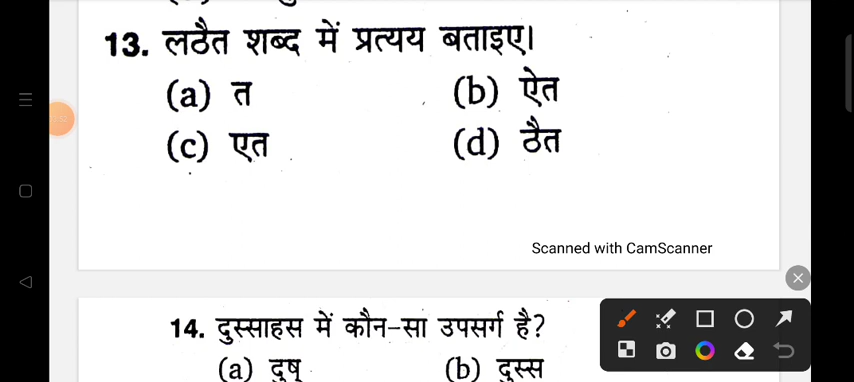 13. लठैत शब्द में प्रत्यय बताइए।
(a) त (b) ऐत
(c) एत (d) ठैत
Scanned with CamScanner
14. दुस्साहस में कौन-सा उपसर्ग है?
(a) दुष् (b) दुस्स